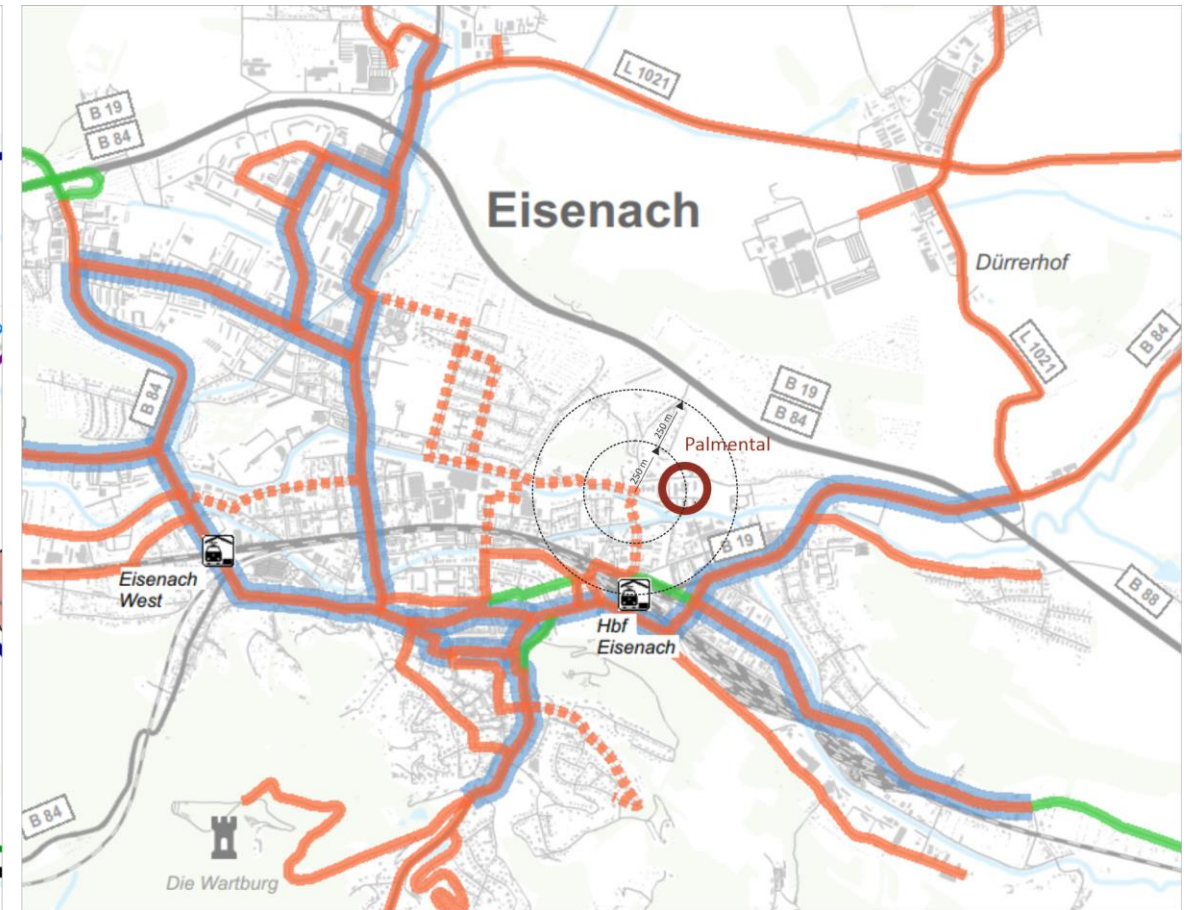 L 1021
B 19
B 84
Eisenach
Dürrerhof
L 1021
B 84
B 19
B 84
B 84
250 m
Palmental
250 m
B 19
Eisenach
West
B 88
Hbf
Eisenach
B 84
Die Wartburg